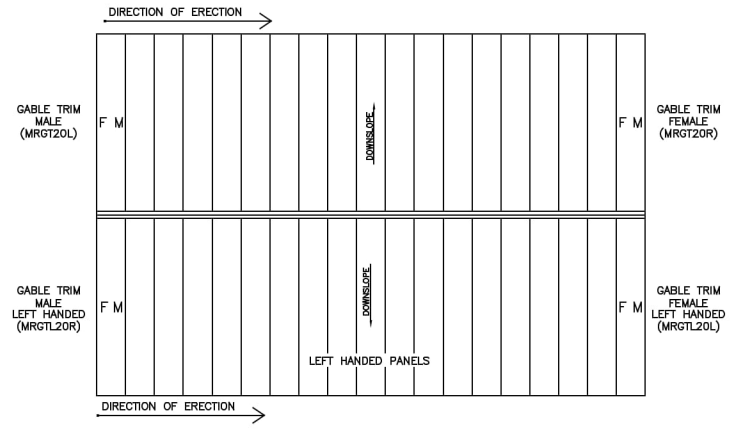 DIRECTION OF ERECTION
GABLE TRIM
MALE
(MRGT20L)
F M
DOWNSLOPE
F M
GABLE TRIM
FEMALE
(MRGT20R)
GABLE TRIM
MALE
LEFT HANDED
(MRGTL20R)
F M
DOWNSLOPE
F M
GABLE TRIM
FEMALE
LEFT HANDED
(MRGTL20L)
LEFT HANDED PANELS
DIRECTION OF ERECTION